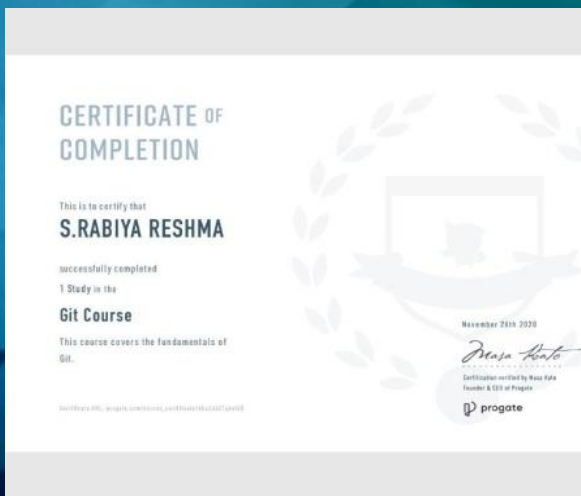 CERTIFICATE OF
COMPLETION
This is to certify that
S.RABIYA RESHMA
successfully completed
1 Study in the
Git Course
This course covers the fundamentals of
Git.
November 26th 2020
Masa Kato
Certification verified by Masa Kato
Founder & CEO of Progate
progate